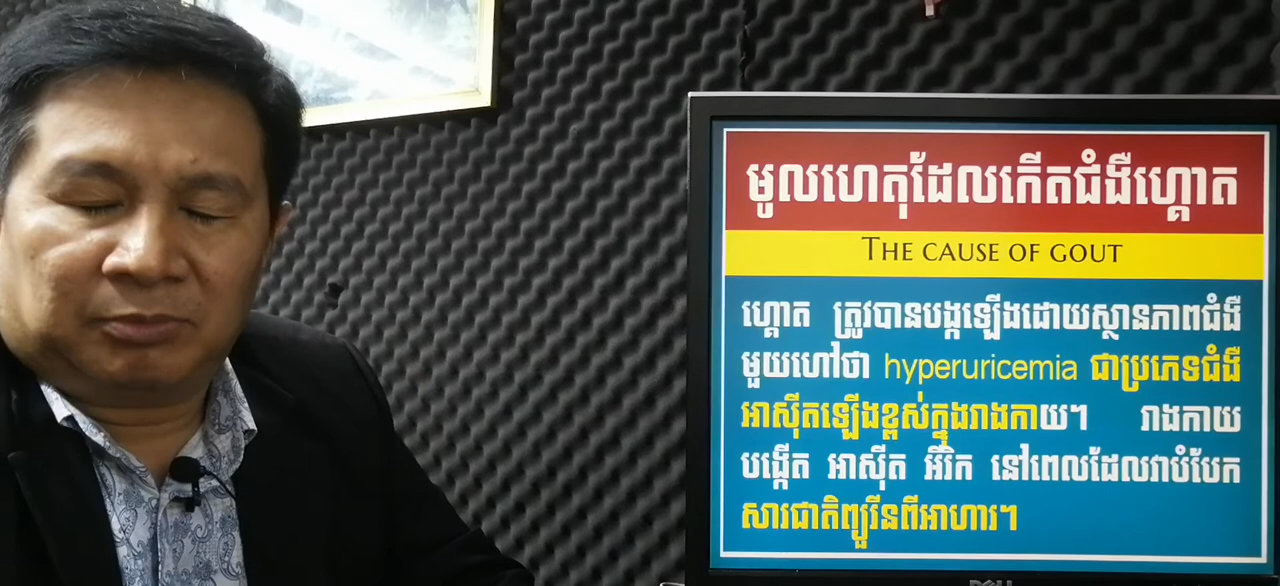 មូលហេតុដែលកើតជំងឺហ្គោត
THE CAUSE OF GOUT
ហ្គោត ត្រូវបានបង្កឡើងដោយស្ថានភាពជំងឺ
មួយហៅថា hyperuricemia ជាប្រភេទជំងឺ
អាស៊ីតឡើងខ្ពស់ក្នុងរាងកាយ។ រាងកាយ
បង្កើត អាស៊ីត អ៊ីរិក នៅពេលដែលវាបំបែក
សារជាតិព្យួរីនពីអាហារ។
DELL